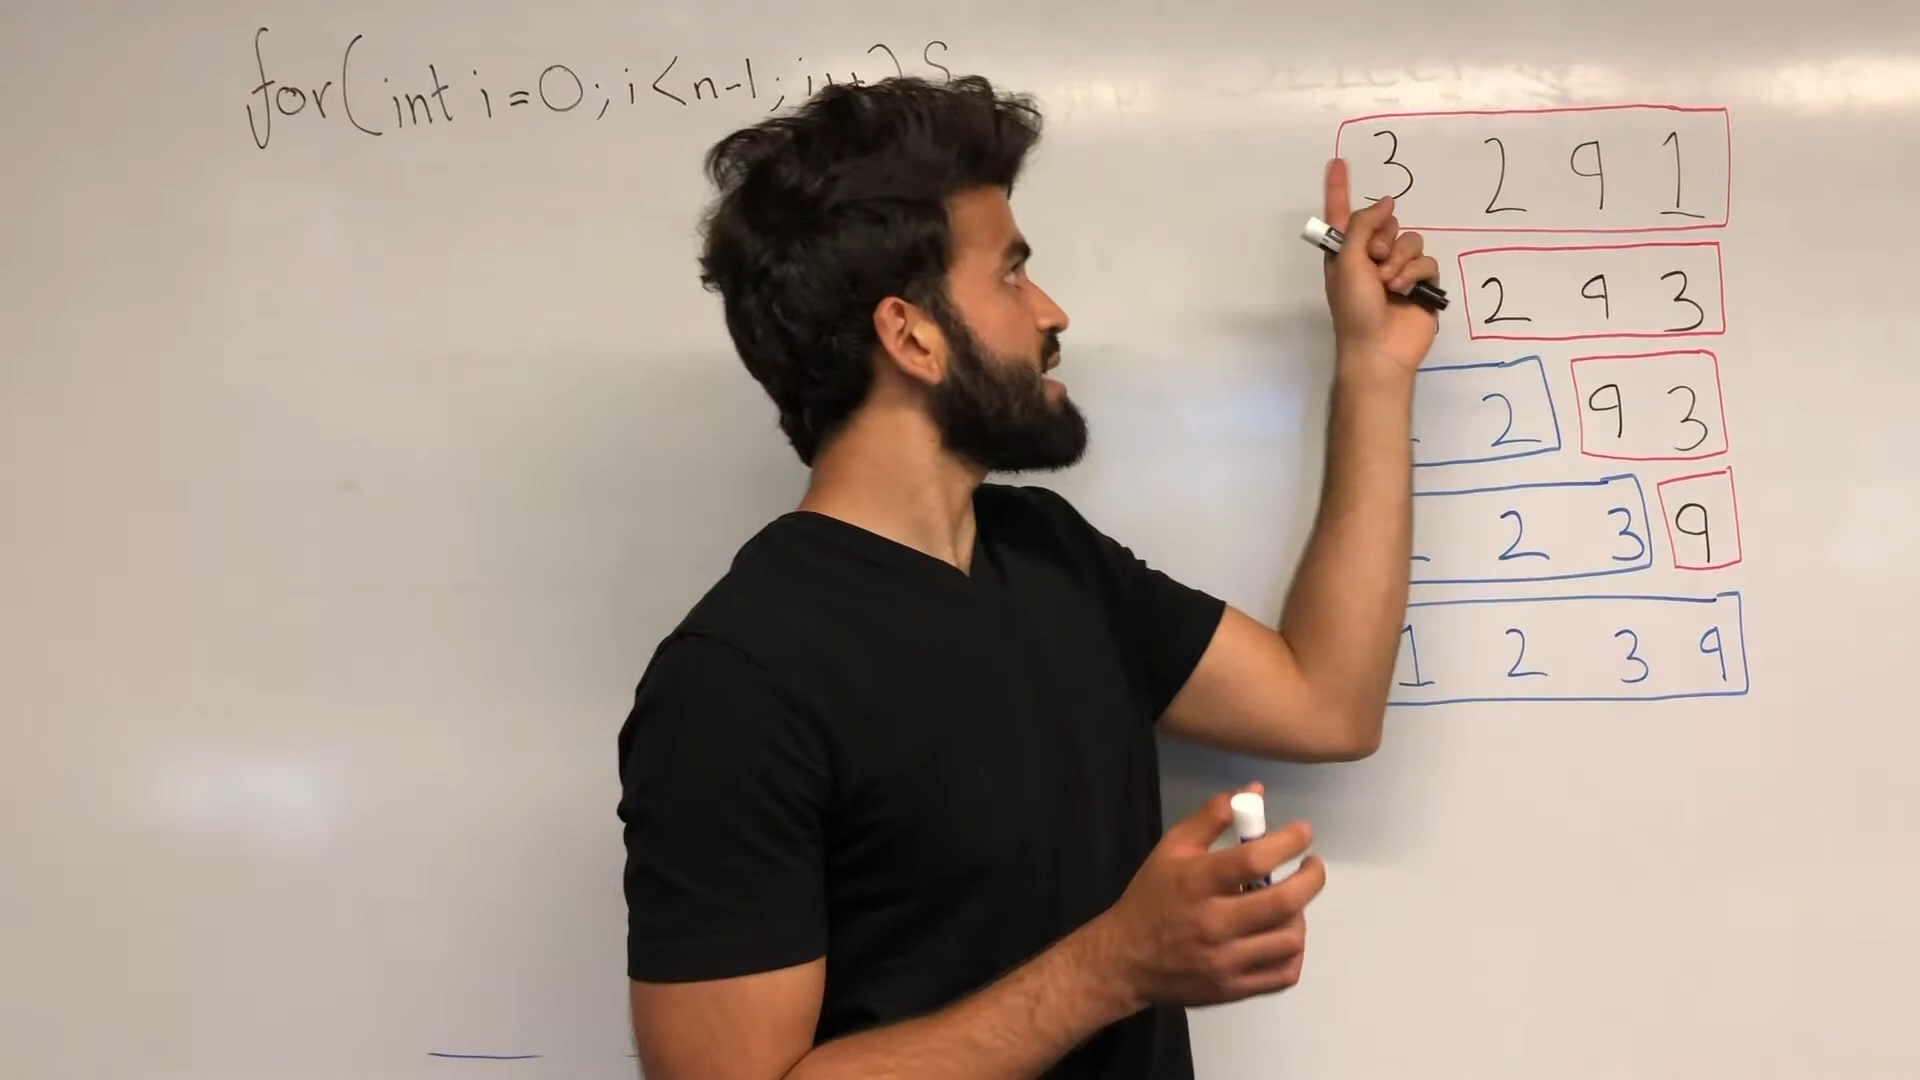 for(int i=0; i<n-1; i++){
3 2 9 1
2 9 3
2 9 3
2 3 9
1 2 3 9